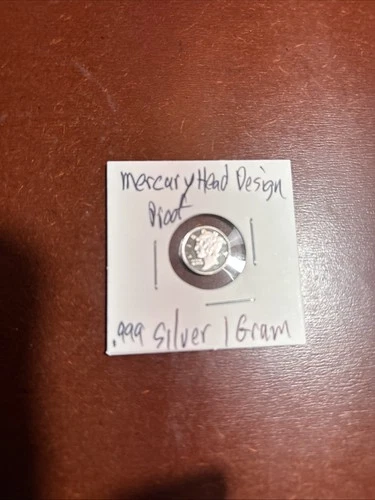 Mercury Head Design
Proof
.999 Silver 1 Gram